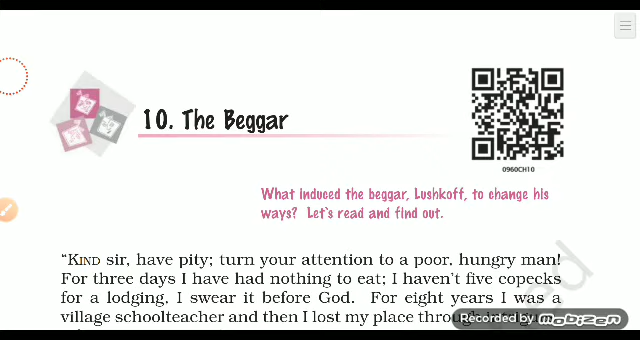 10. The Beggar
0960CH10
What induced the beggar, Lushkoff, to change his
ways? Let's read and find out.
“KIND sir, have pity; turn your attention to a poor, hungry man!
For three days I have had nothing to eat; I haven't five copecks
for a lodging, I swear it before God. For eight years I was a
village schoolteacher and then I lost my place through
Recorded by mobizen